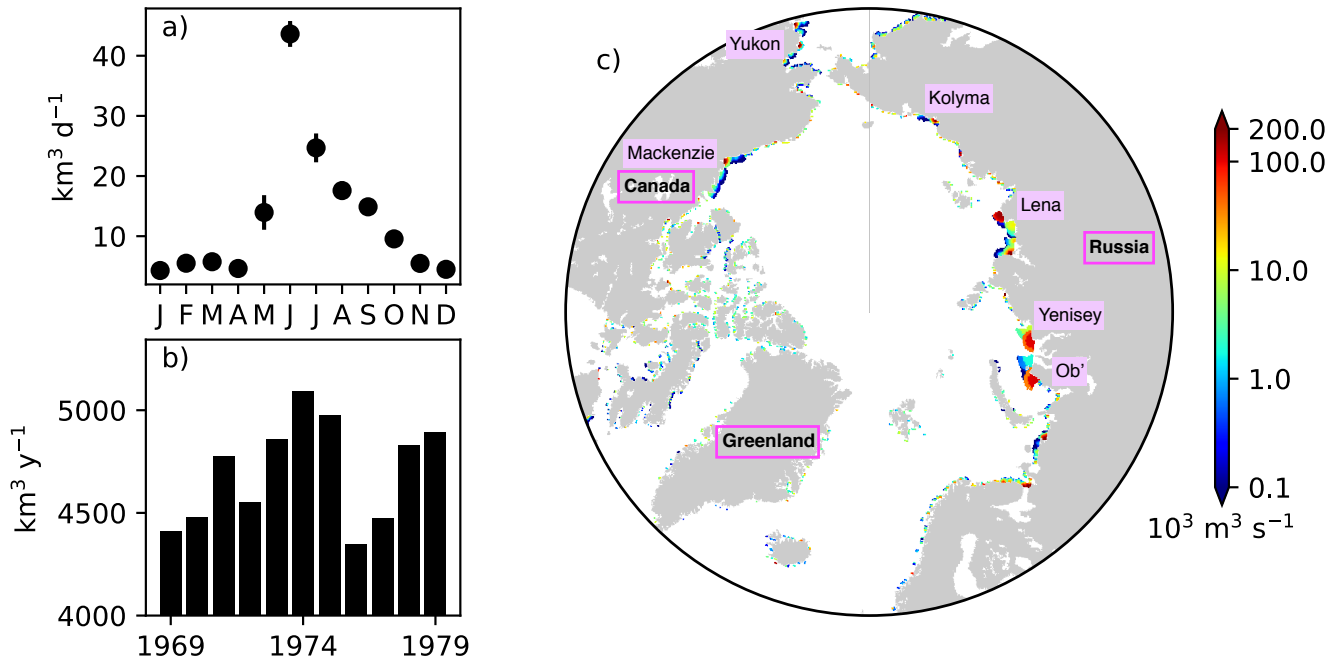 a)
km³ d⁻¹
40
30
20
10
J F M A M J J A S O N D
b)
km³ y⁻¹
5000
4500
4000
1969 1974 1979
c)
Yukon
Kolyma
Mackenzie
Canada
Lena
Russia
Yenisey
Ob'
Greenland
200.0
100.0
10.0
1.0
0.1
10³ m³ s⁻¹